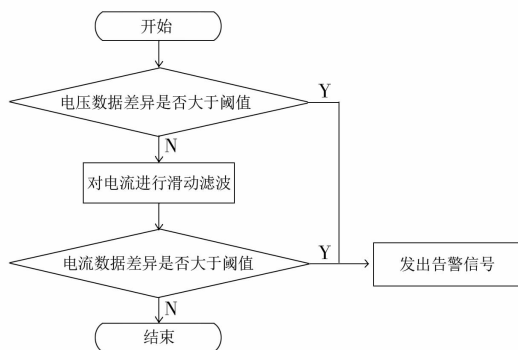 开始
电压数据差异是否大于阈值
Y
N
对电流进行滑动滤波
电流数据差异是否大于阈值
Y
发出告警信号
N
结束